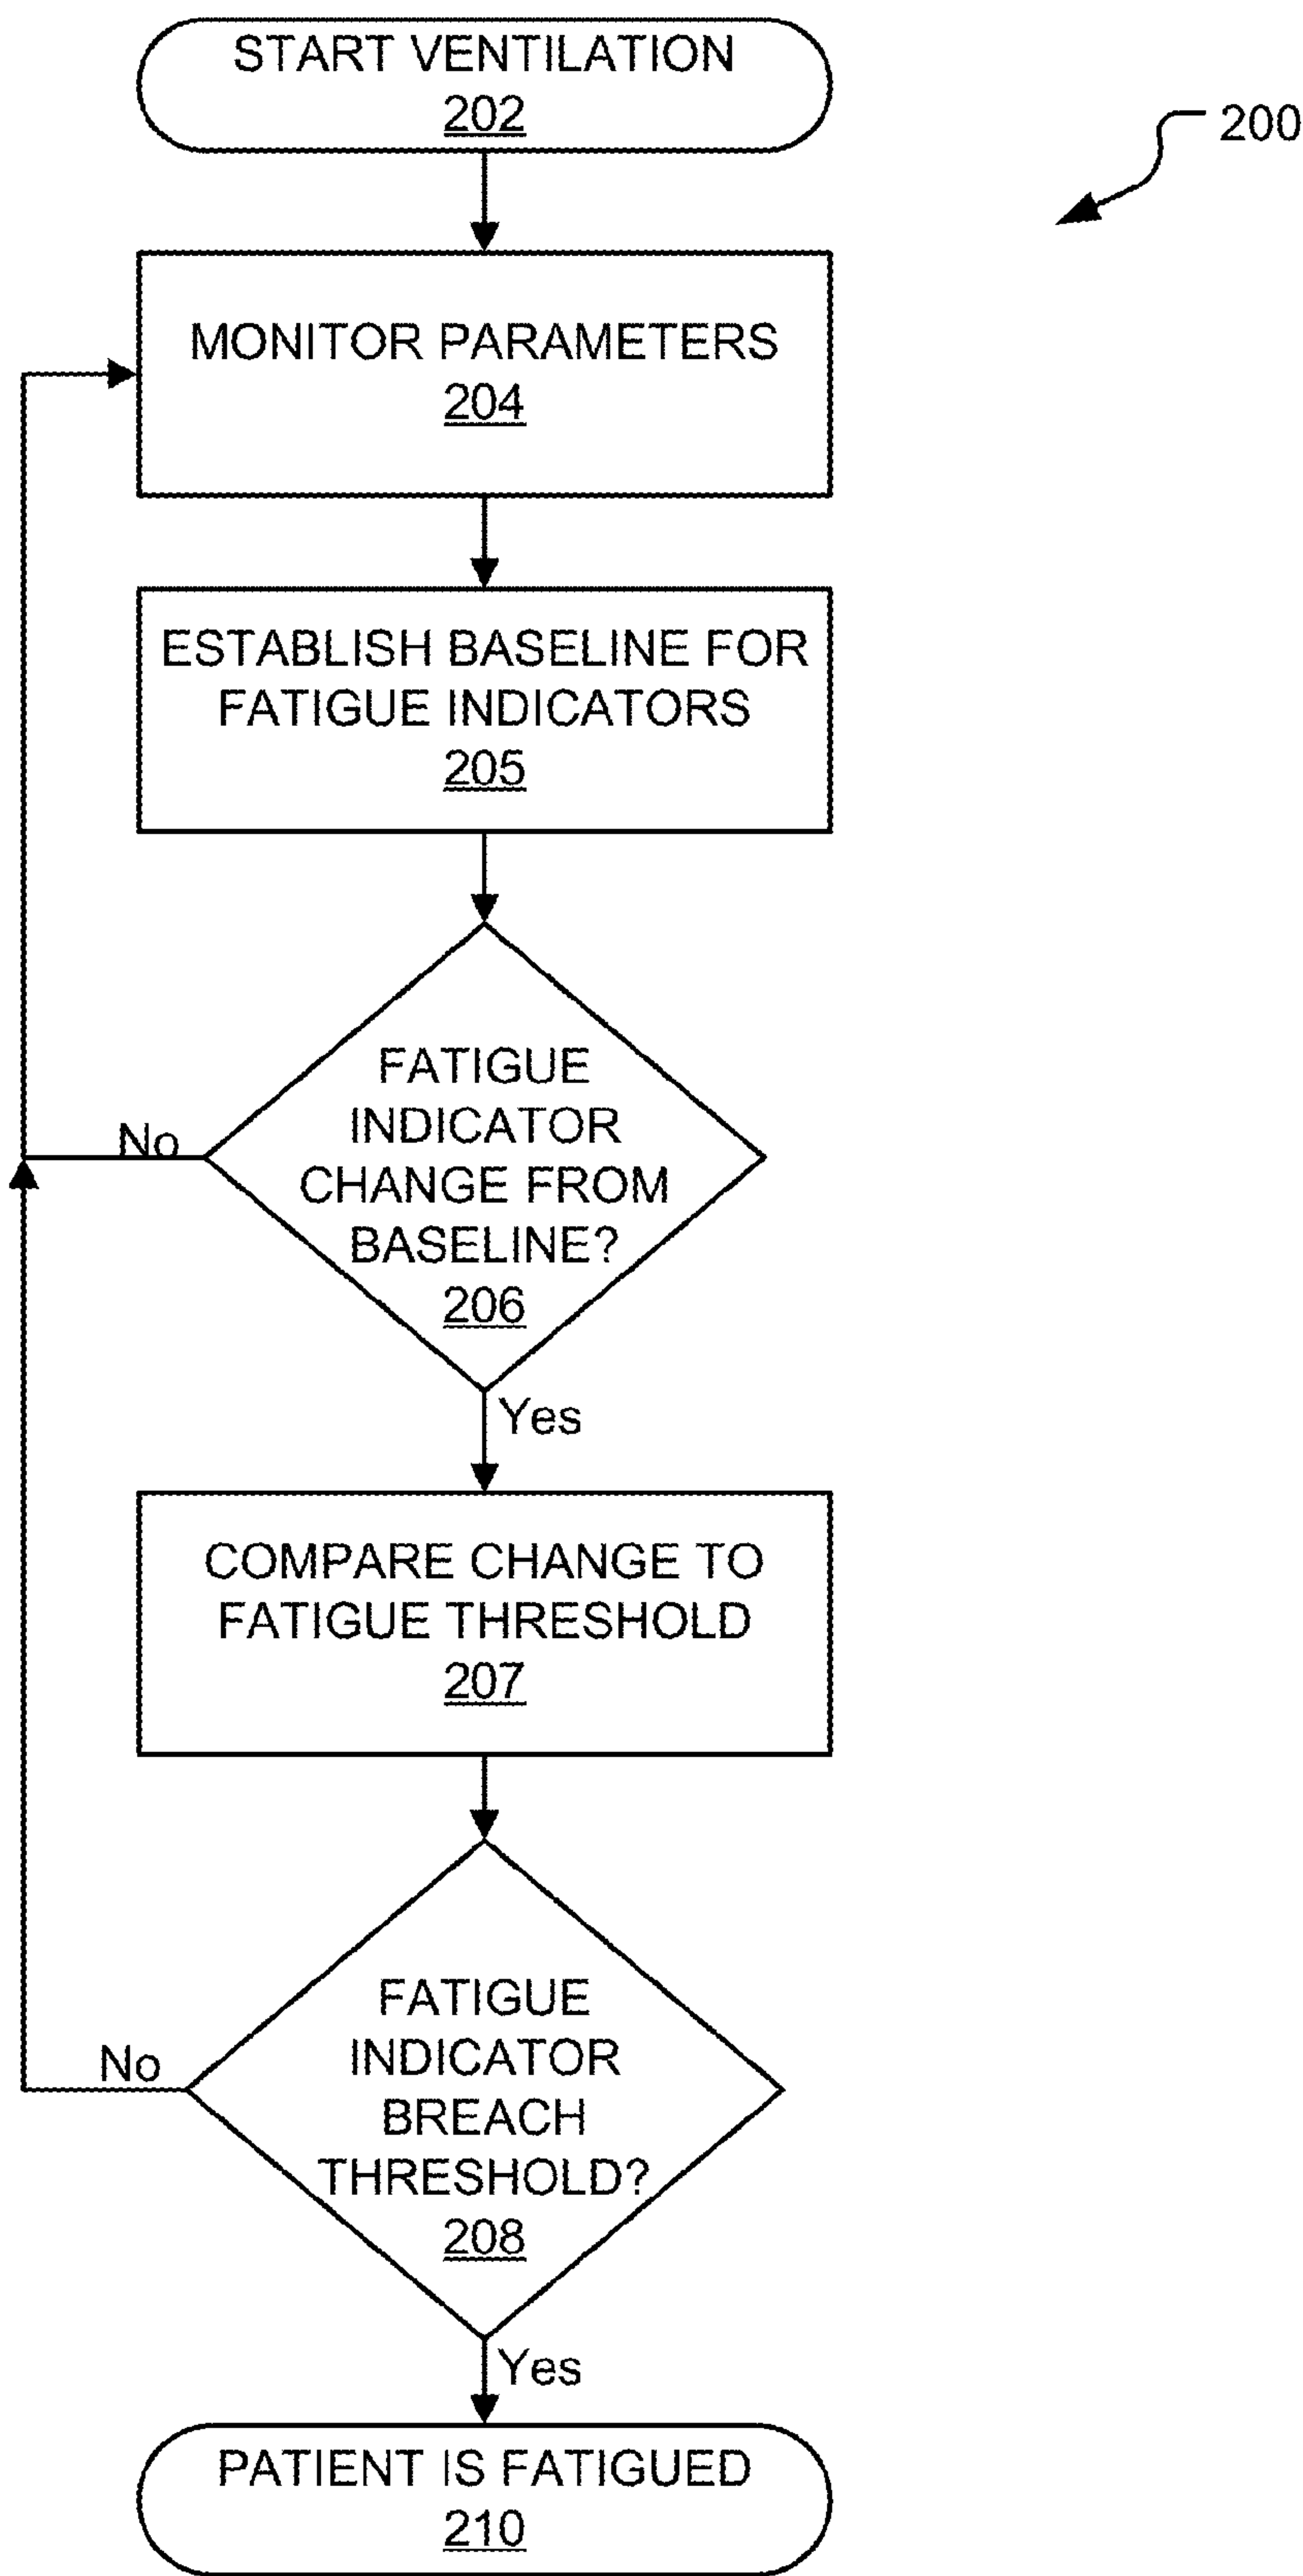 START VENTILATION
202
200
MONITOR PARAMETERS
204
ESTABLISH BASELINE FOR
FATIGUE INDICATORS
205
FATIGUE
INDICATOR
CHANGE FROM
BASELINE?
206
No
Yes
COMPARE CHANGE TO
FATIGUE THRESHOLD
207
FATIGUE
INDICATOR
BREACH
THRESHOLD?
208
No
Yes
PATIENT IS FATIGUED
210